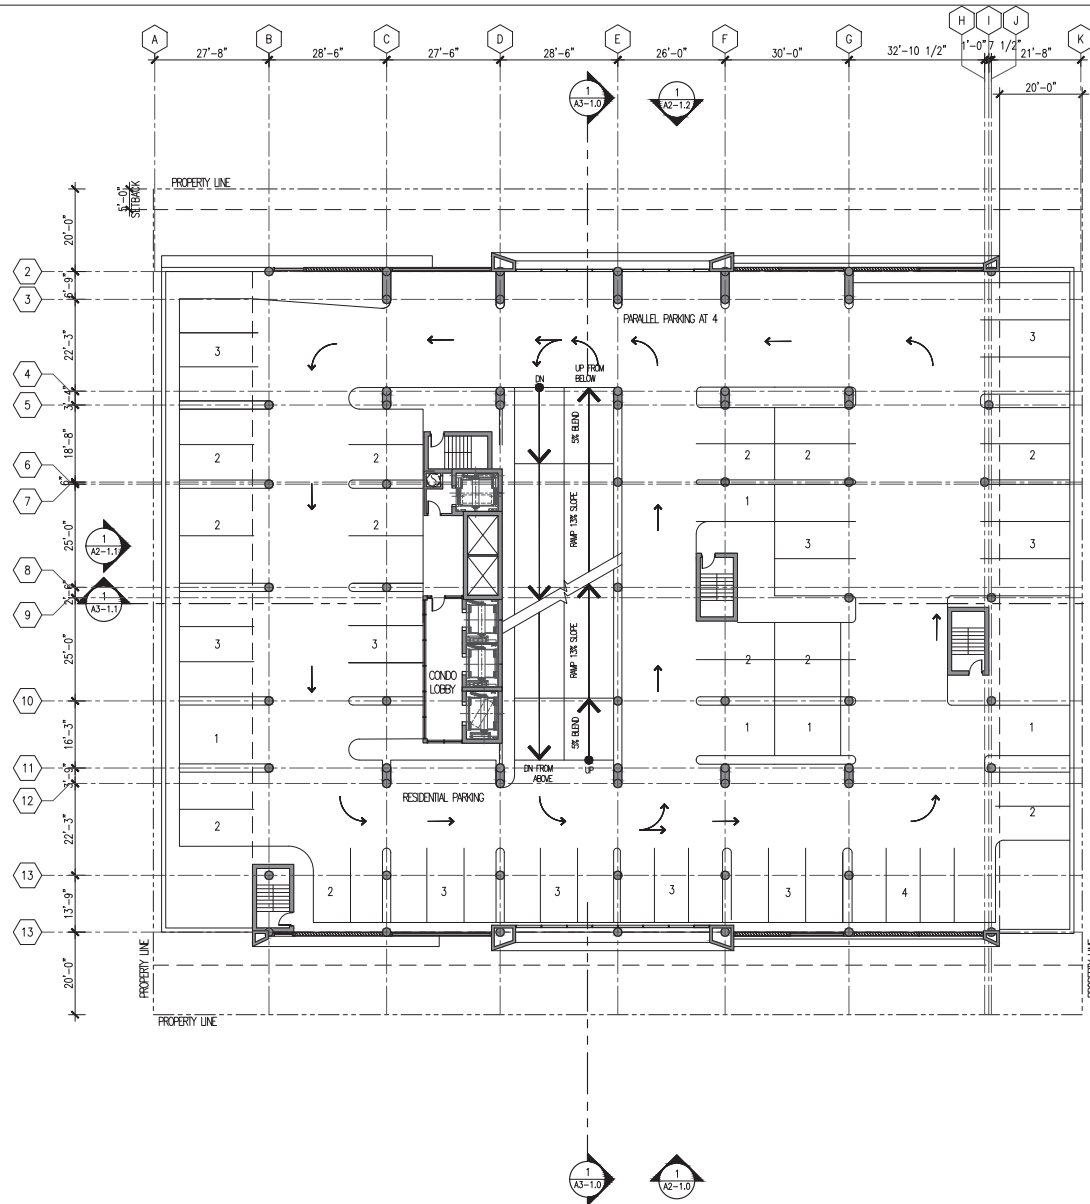 A
B
C
D
E
F
G
H
I
J
K
27'-8"
28'-6"
27'-6"
28'-6"
26'-0"
30'-0"
32'-10 1/2"
1'-0"
7 1/2"
21'-8"
20'-0"
1
A3-1.0
1
A2-1.2
PROPERTY LINE
SETBACK
20'-0"
2
6'-9"
3
22'-3"
4
3'-4"
5
18'-8"
6
6"
7
25'-0"
8
2'-6"
9
25'-0"
10
16'-3"
11
3'-9"
12
22'-3"
13
13'-9"
13
20'-0"
1
A2-1.1
1
A3-1.1
PARALLEL PARKING AT 4
UP FROM
BELOW
DN
5% BLEND
RAMP 13% SLOPE
RAMP 13% SLOPE
5% BLEND
DN FROM
ABOVE
UP
CONDO
LOBBY
RESIDENTIAL PARKING
3
2
2
3
1
2
2
2
3
2
2
1
3
2
2
1
1
3
2
3
1
2
2
3
3
3
3
4
PROPERTY LINE
PROPERTY LINE
1
A3-1.0
1
A2-1.0